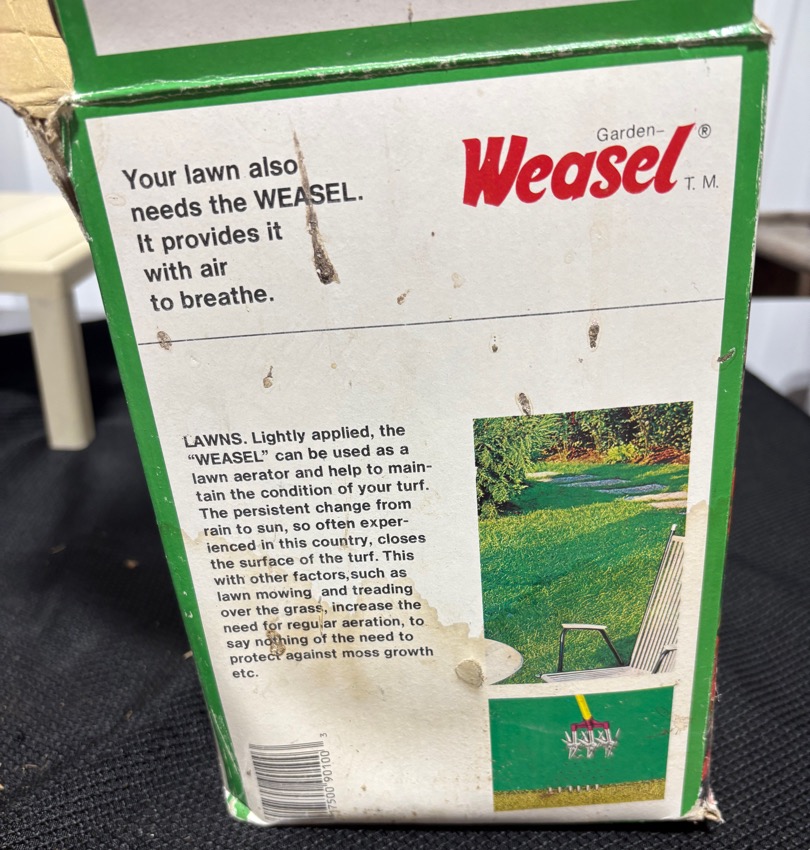 Your lawn also
needs the WEASEL.
It provides it
with air
to breathe.
Garden-
Weasel ®
T. M.
LAWNS. Lightly applied, the
“WEASEL” can be used as a
lawn aerator and help to main-
tain the condition of your turf.
The persistent change from
rain to sun, so often exper-
ienced in this country, closes
the surface of the turf. This
with other factors, such as
lawn mowing and treading
over the grass, increase the
need for regular aeration, to
say nothing of the need to
protect against moss growth
etc.
7500 90100 3